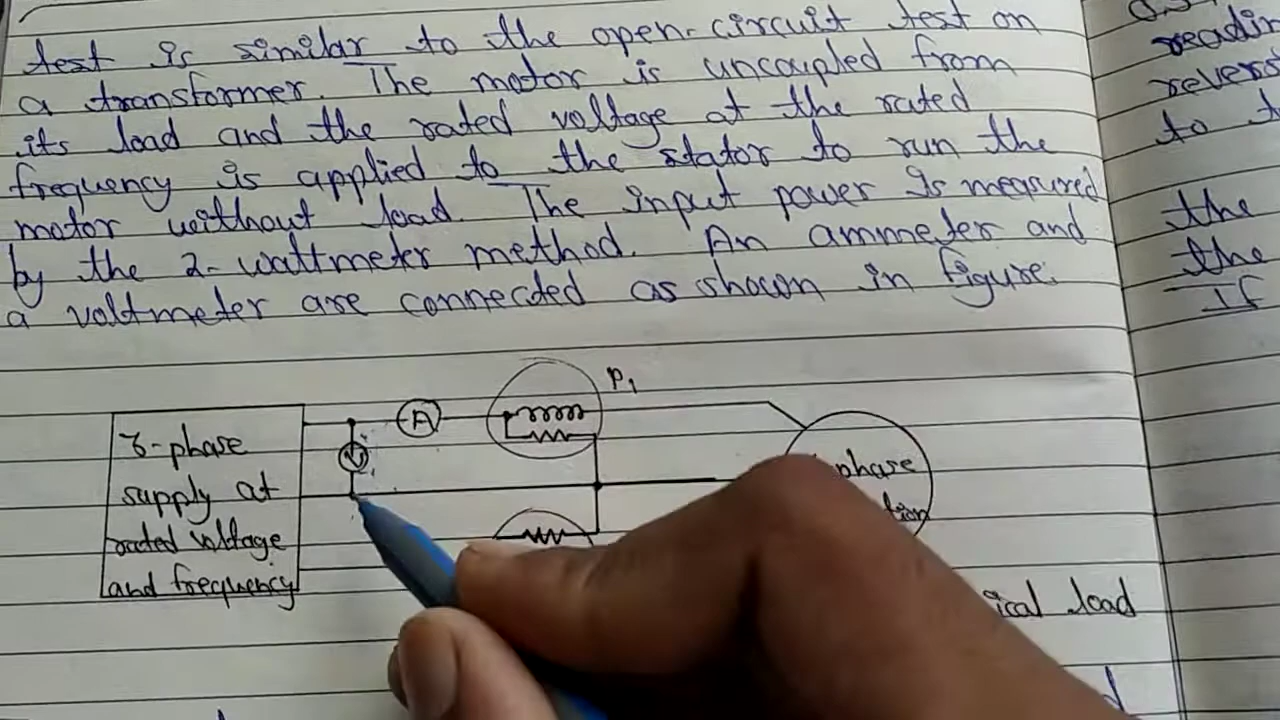 test is similar to the open-circuit test on
a transformer. The motor is uncoupled from
its load and the rated voltage at the rated
frequency is applied to the stator to run the
motor without load. The input power is measured
by the 2-wattmeter method. An ammeter and
a voltmeter are connected as shown in figure.
P1
A
V
3-phase
supply at
rated voltage
and frequency
phase
load
to
the
the
If